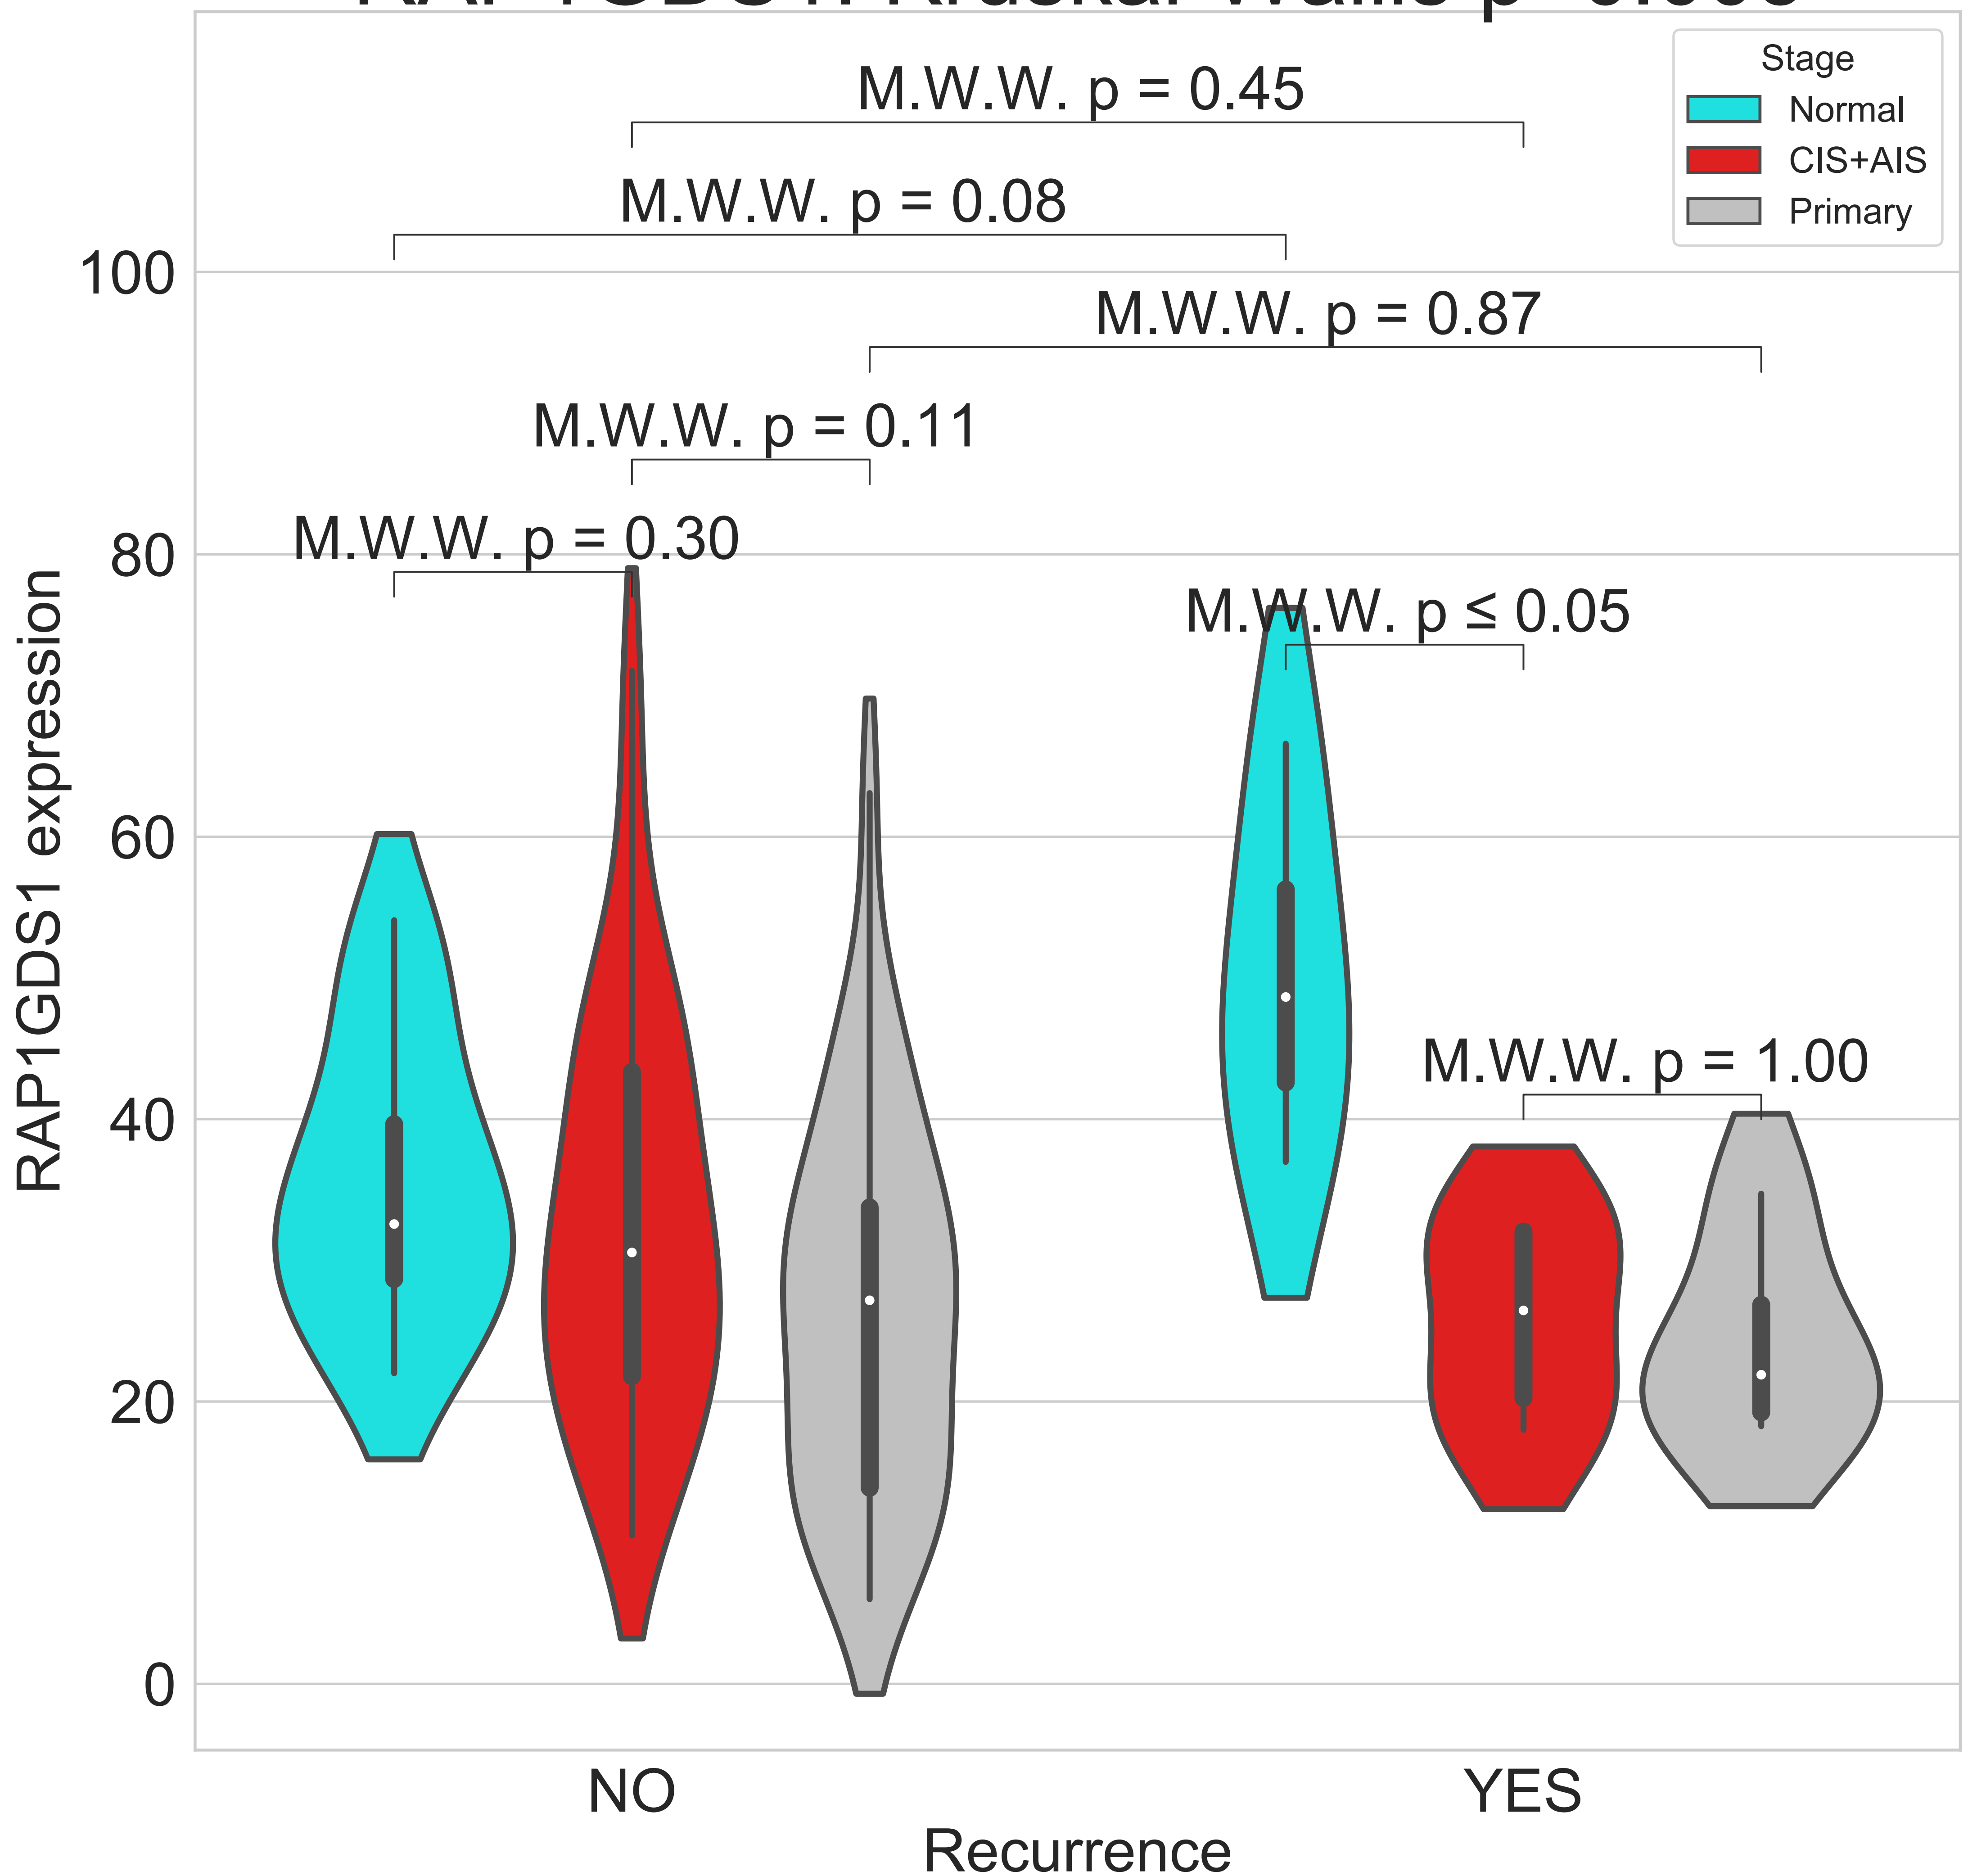 Stage
Normal
CIS+AIS
Primary
M.W.W. p = 0.45
M.W.W. p = 0.08
M.W.W. p = 0.87
M.W.W. p = 0.11
M.W.W. p = 0.30
M.W.W. p ≤ 0.05
M.W.W. p = 1.00
RAP1GDS1 expression
100
80
60
40
20
0
NO
YES
Recurrence